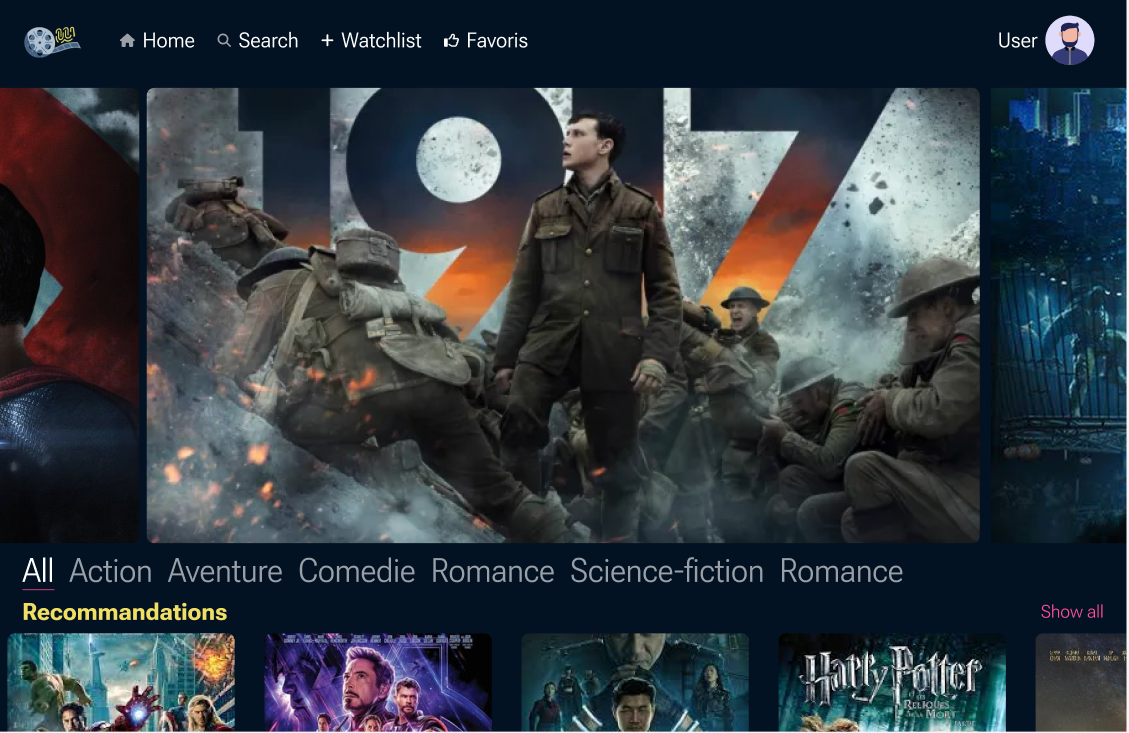 Home Search Watchlist Favoris User
1917
All Action Aventure Comedie Romance Science-fiction Romance
Recommandations Show all
Harry Potter
ET LES
RELIQUES
DE LA MORT